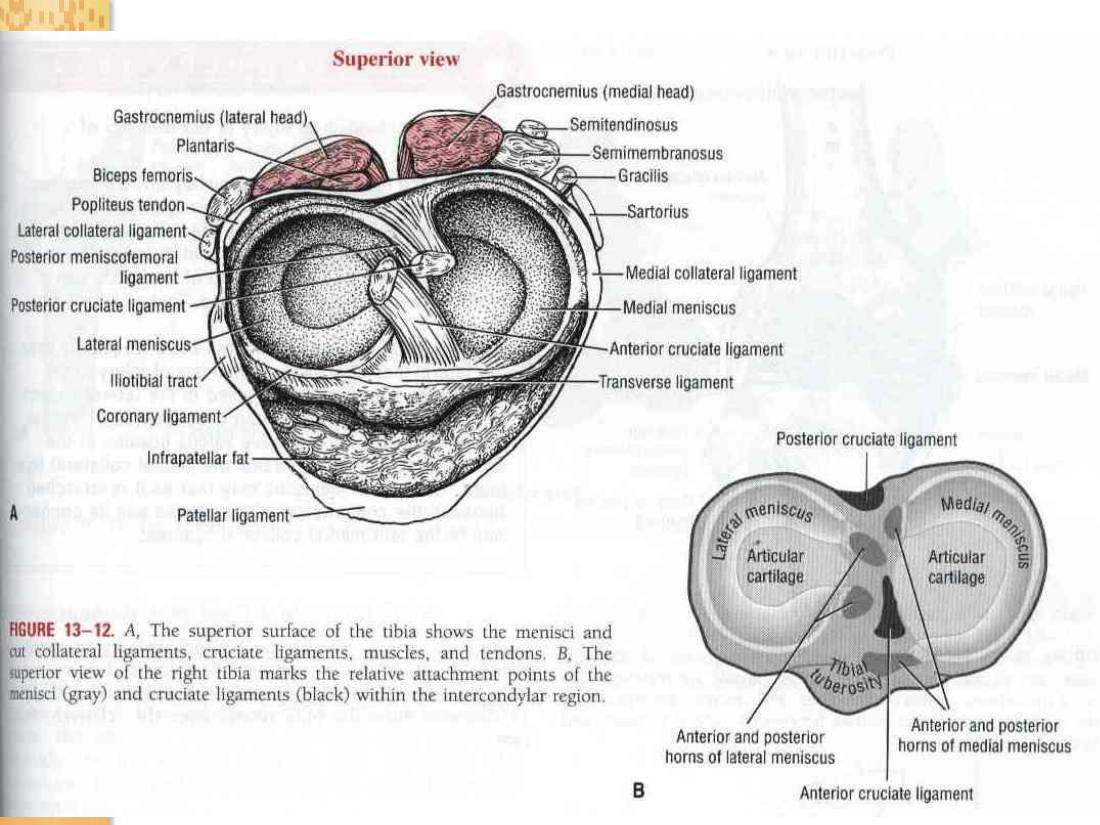 Superior view
Gastrocnemius (lateral head)
Plantaris
Biceps femoris
Popliteus tendon
Lateral collateral ligament
Posterior meniscofemoral
ligament
Posterior cruciate ligament
Lateral meniscus
Iliotibial tract
Coronary ligament
Infrapatellar fat
Patellar ligament
Gastrocnemius (medial head)
Semitendinosus
Semimembranosus
Gracilis
Sartorius
Medial collateral ligament
Medial meniscus
Anterior cruciate ligament
Transverse ligament
A
FIGURE 13–12. A, The superior surface of the tibia shows the menisci and
cut collateral ligaments, cruciate ligaments, muscles, and tendons. B, The
superior view of the right tibia marks the relative attachment points of the
menisci (gray) and cruciate ligaments (black) within the intercondylar region.
Posterior cruciate ligament
Lateral meniscus
Medial meniscus
Articular
cartilage
Articular
cartilage
Tibial
tuberosity
Anterior and posterior
horns of lateral meniscus
Anterior and posterior
horns of medial meniscus
Anterior cruciate ligament
B